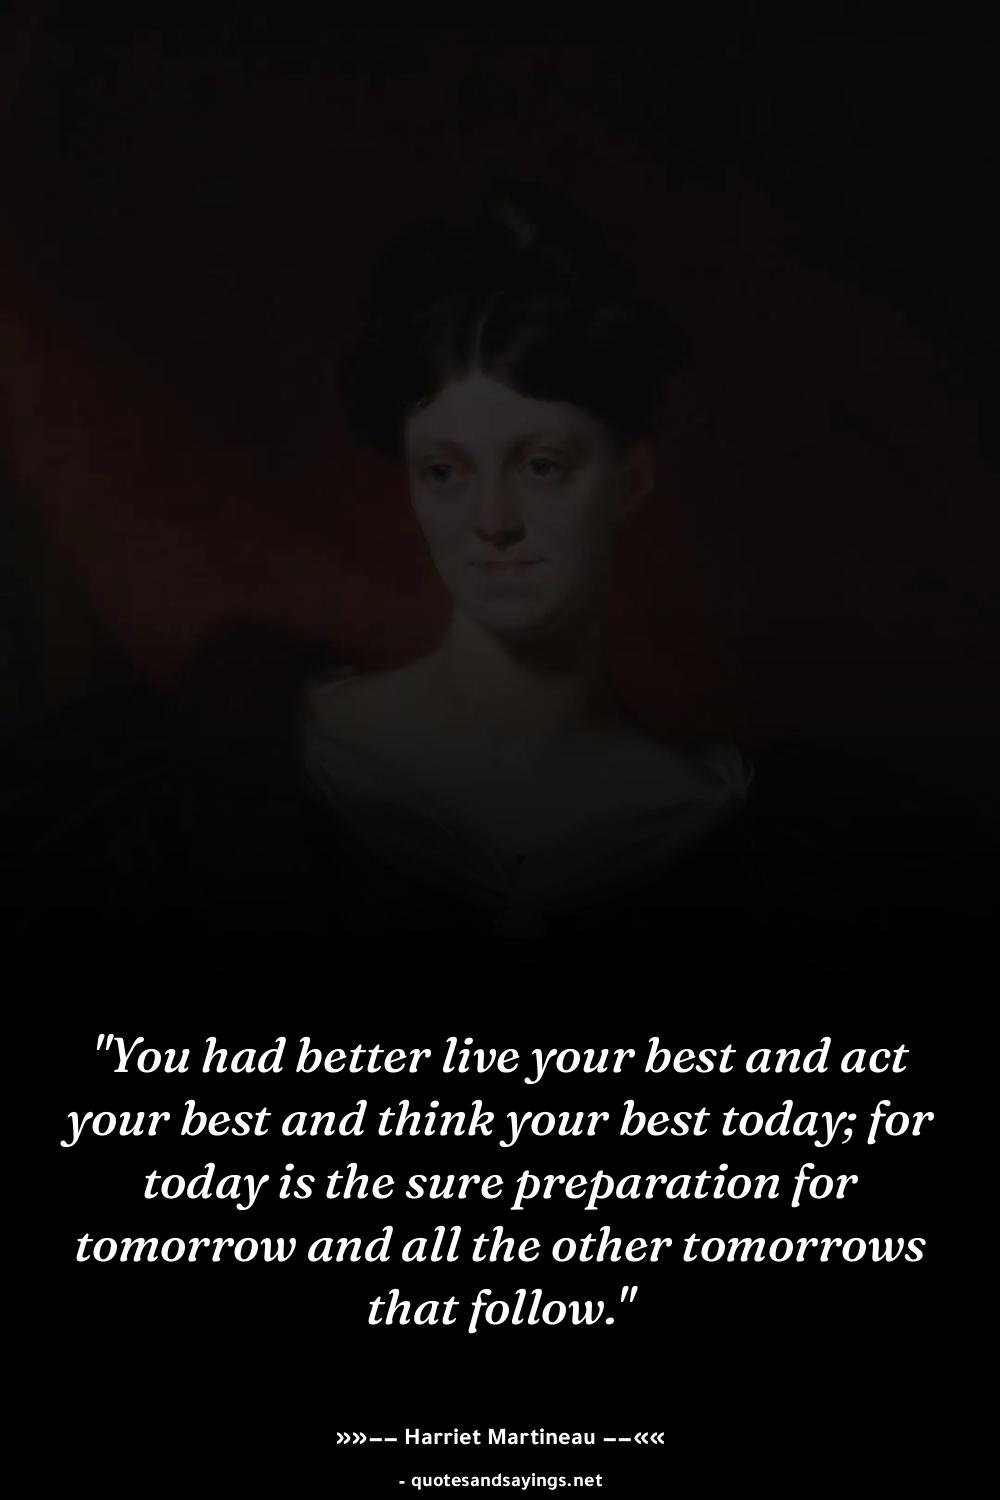 "You had better live your best and act
your best and think your best today; for
today is the sure preparation for
tomorrow and all the other tomorrows
that follow."
»»−− Harriet Martineau −−««
- quotesandsayings.net